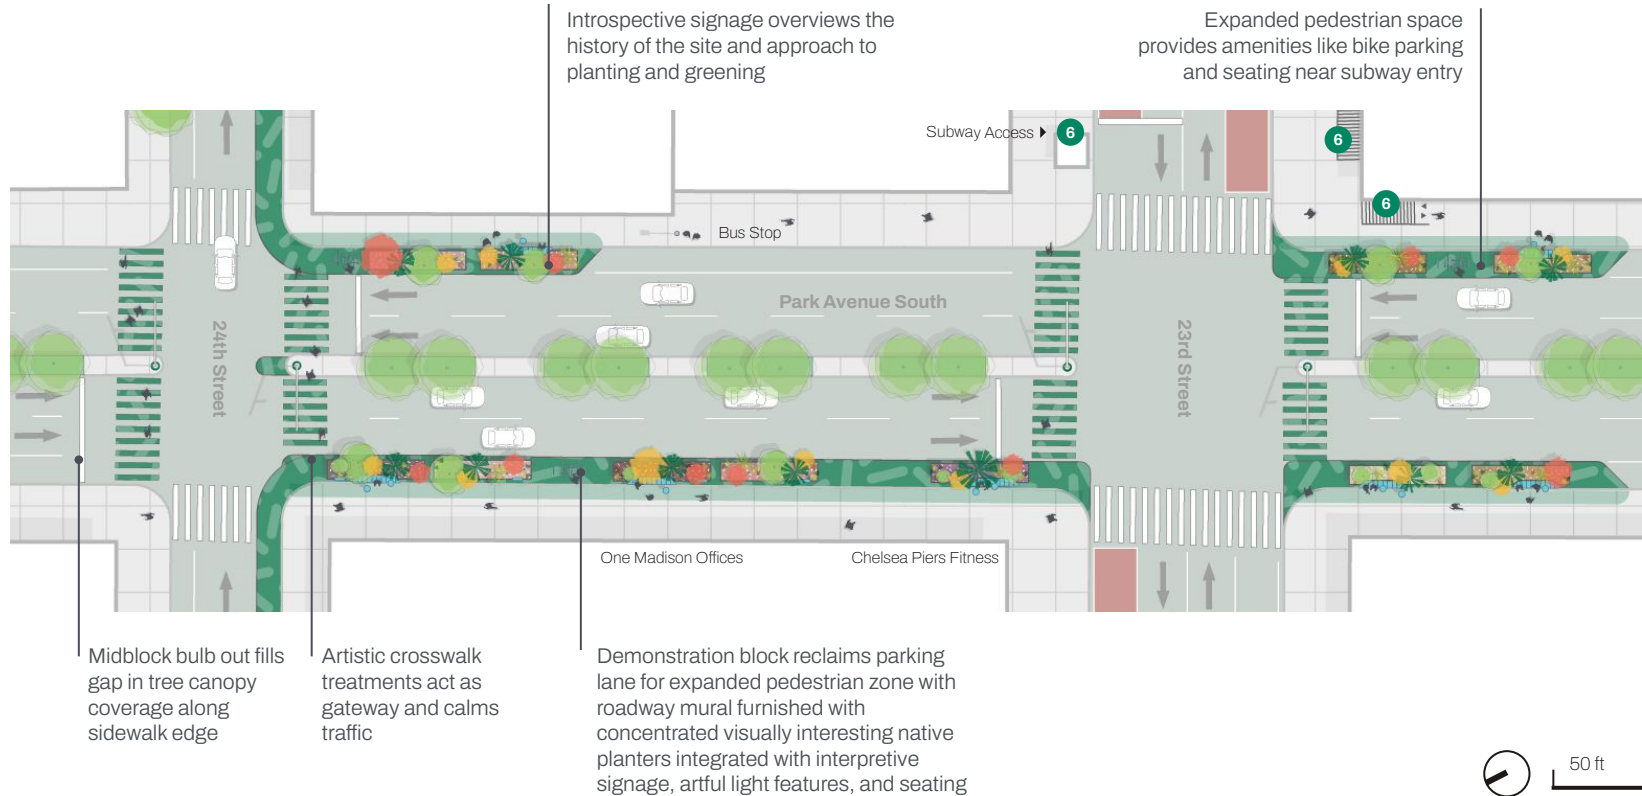 Introspective signage overviews the
history of the site and approach to
planting and greening
Expanded pedestrian space
provides amenities like bike parking
and seating near subway entry
Subway Access
6
6
6
Bus Stop
Park Avenue South
24th Street
23rd Street
One Madison Offices
Chelsea Piers Fitness
Midblock bulb out fills
gap in tree canopy
coverage along
sidewalk edge
Artistic crosswalk
treatments act as
gateway and calms
traffic
Demonstration block reclaims parking
lane for expanded pedestrian zone with
roadway mural furnished with
concentrated visually interesting native
planters integrated with interpretive
signage, artful light features, and seating
50 ft